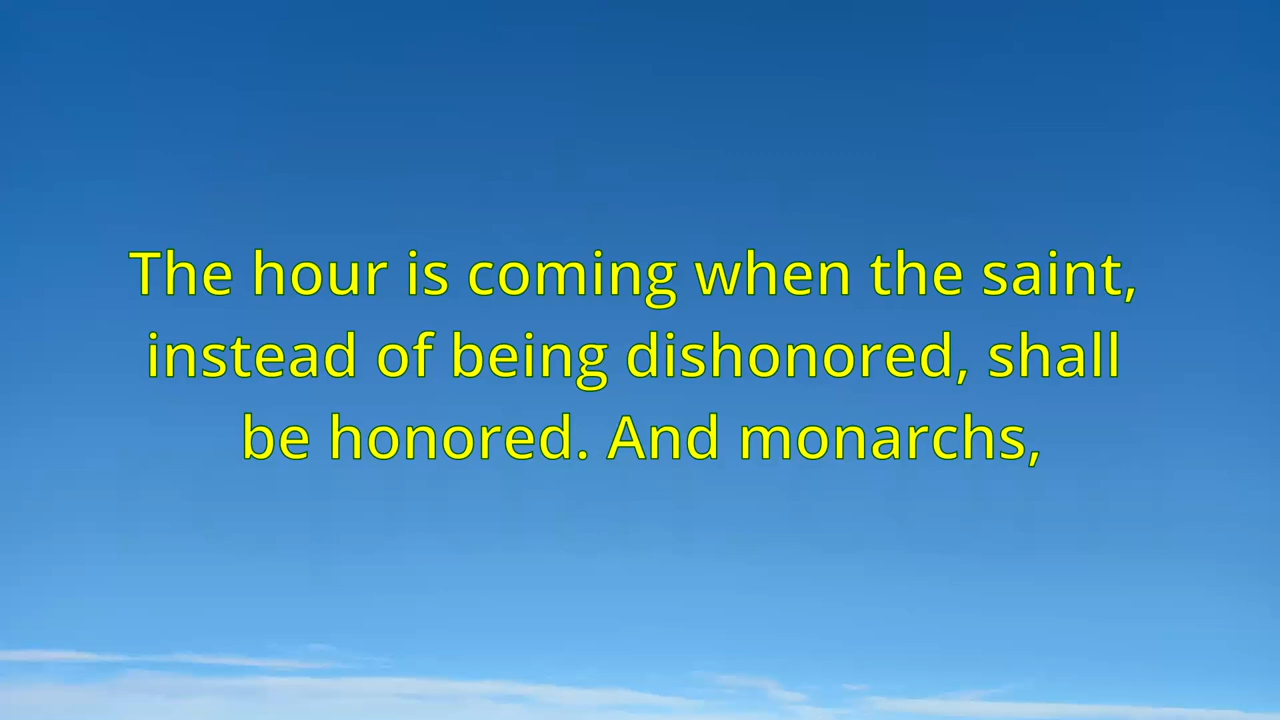 The hour is coming when the saint,
instead of being dishonored, shall
be honored. And monarchs,